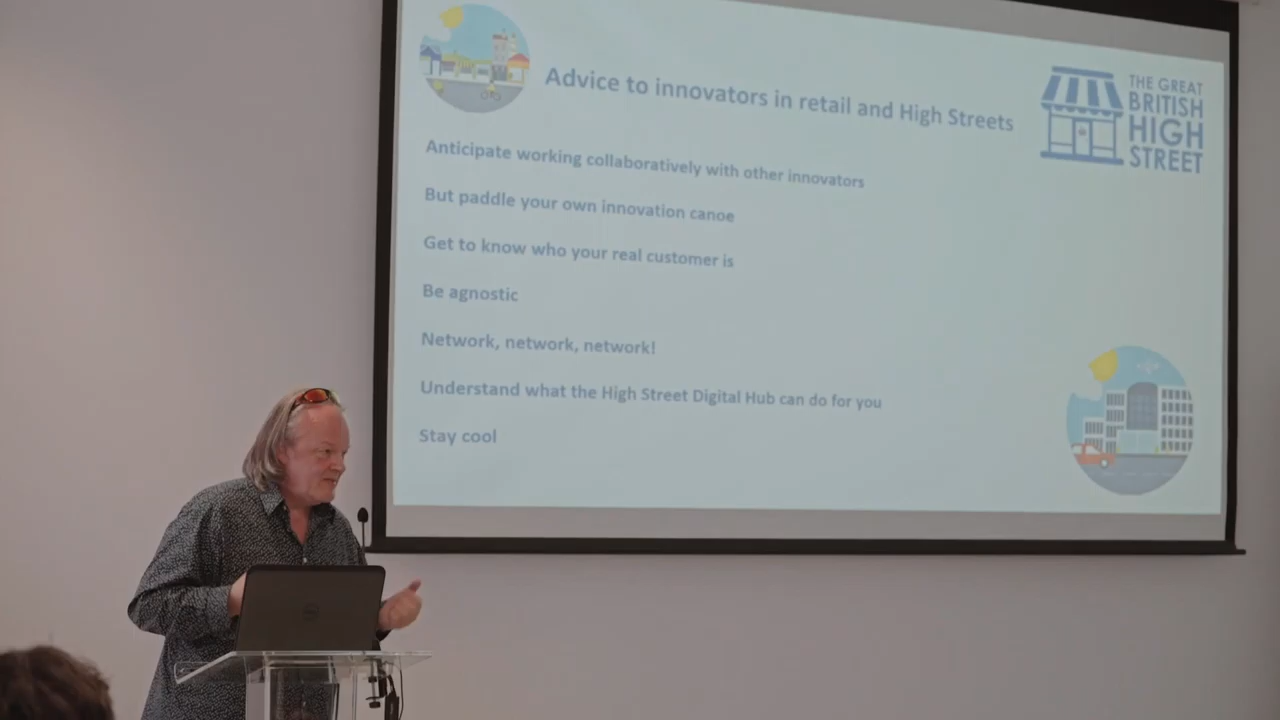 Advice to innovators in retail and High Streets
THE GREAT
BRITISH
HIGH
STREET
Anticipate working collaboratively with other innovators
But paddle your own innovation canoe
Get to know who your real customer is
Be agnostic
Network, network, network!
Understand what the High Street Digital Hub can do for you
Stay cool